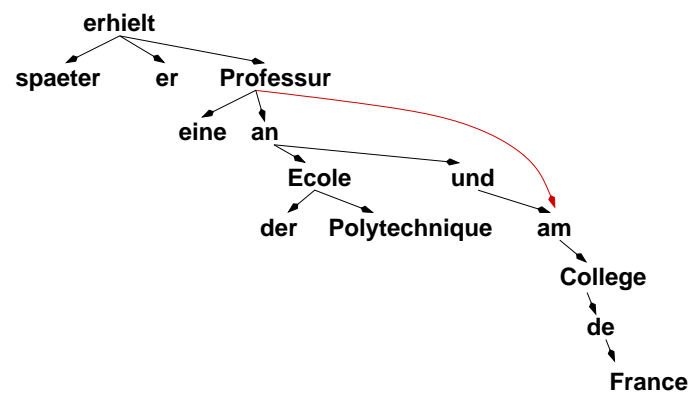 erhielt
spaeter er Professur
eine an
Ecole und
der Polytechnique am
College
de
France